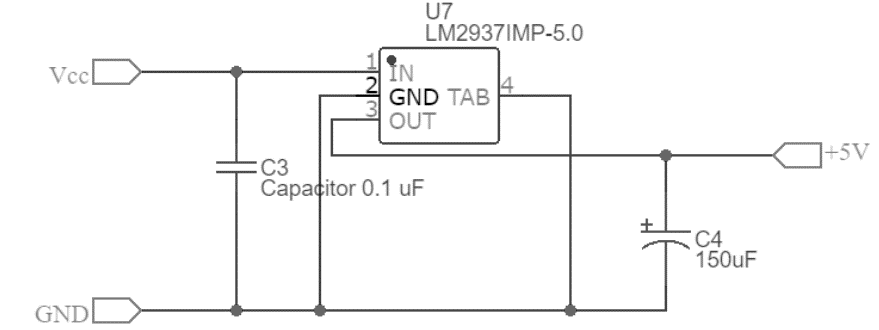 U7
LM2937IMP-5.0
Vcc
1
IN
2
GND
TAB
4
3
OUT
+5V
C3
Capacitor 0.1 uF
C4
150uF
+
GND